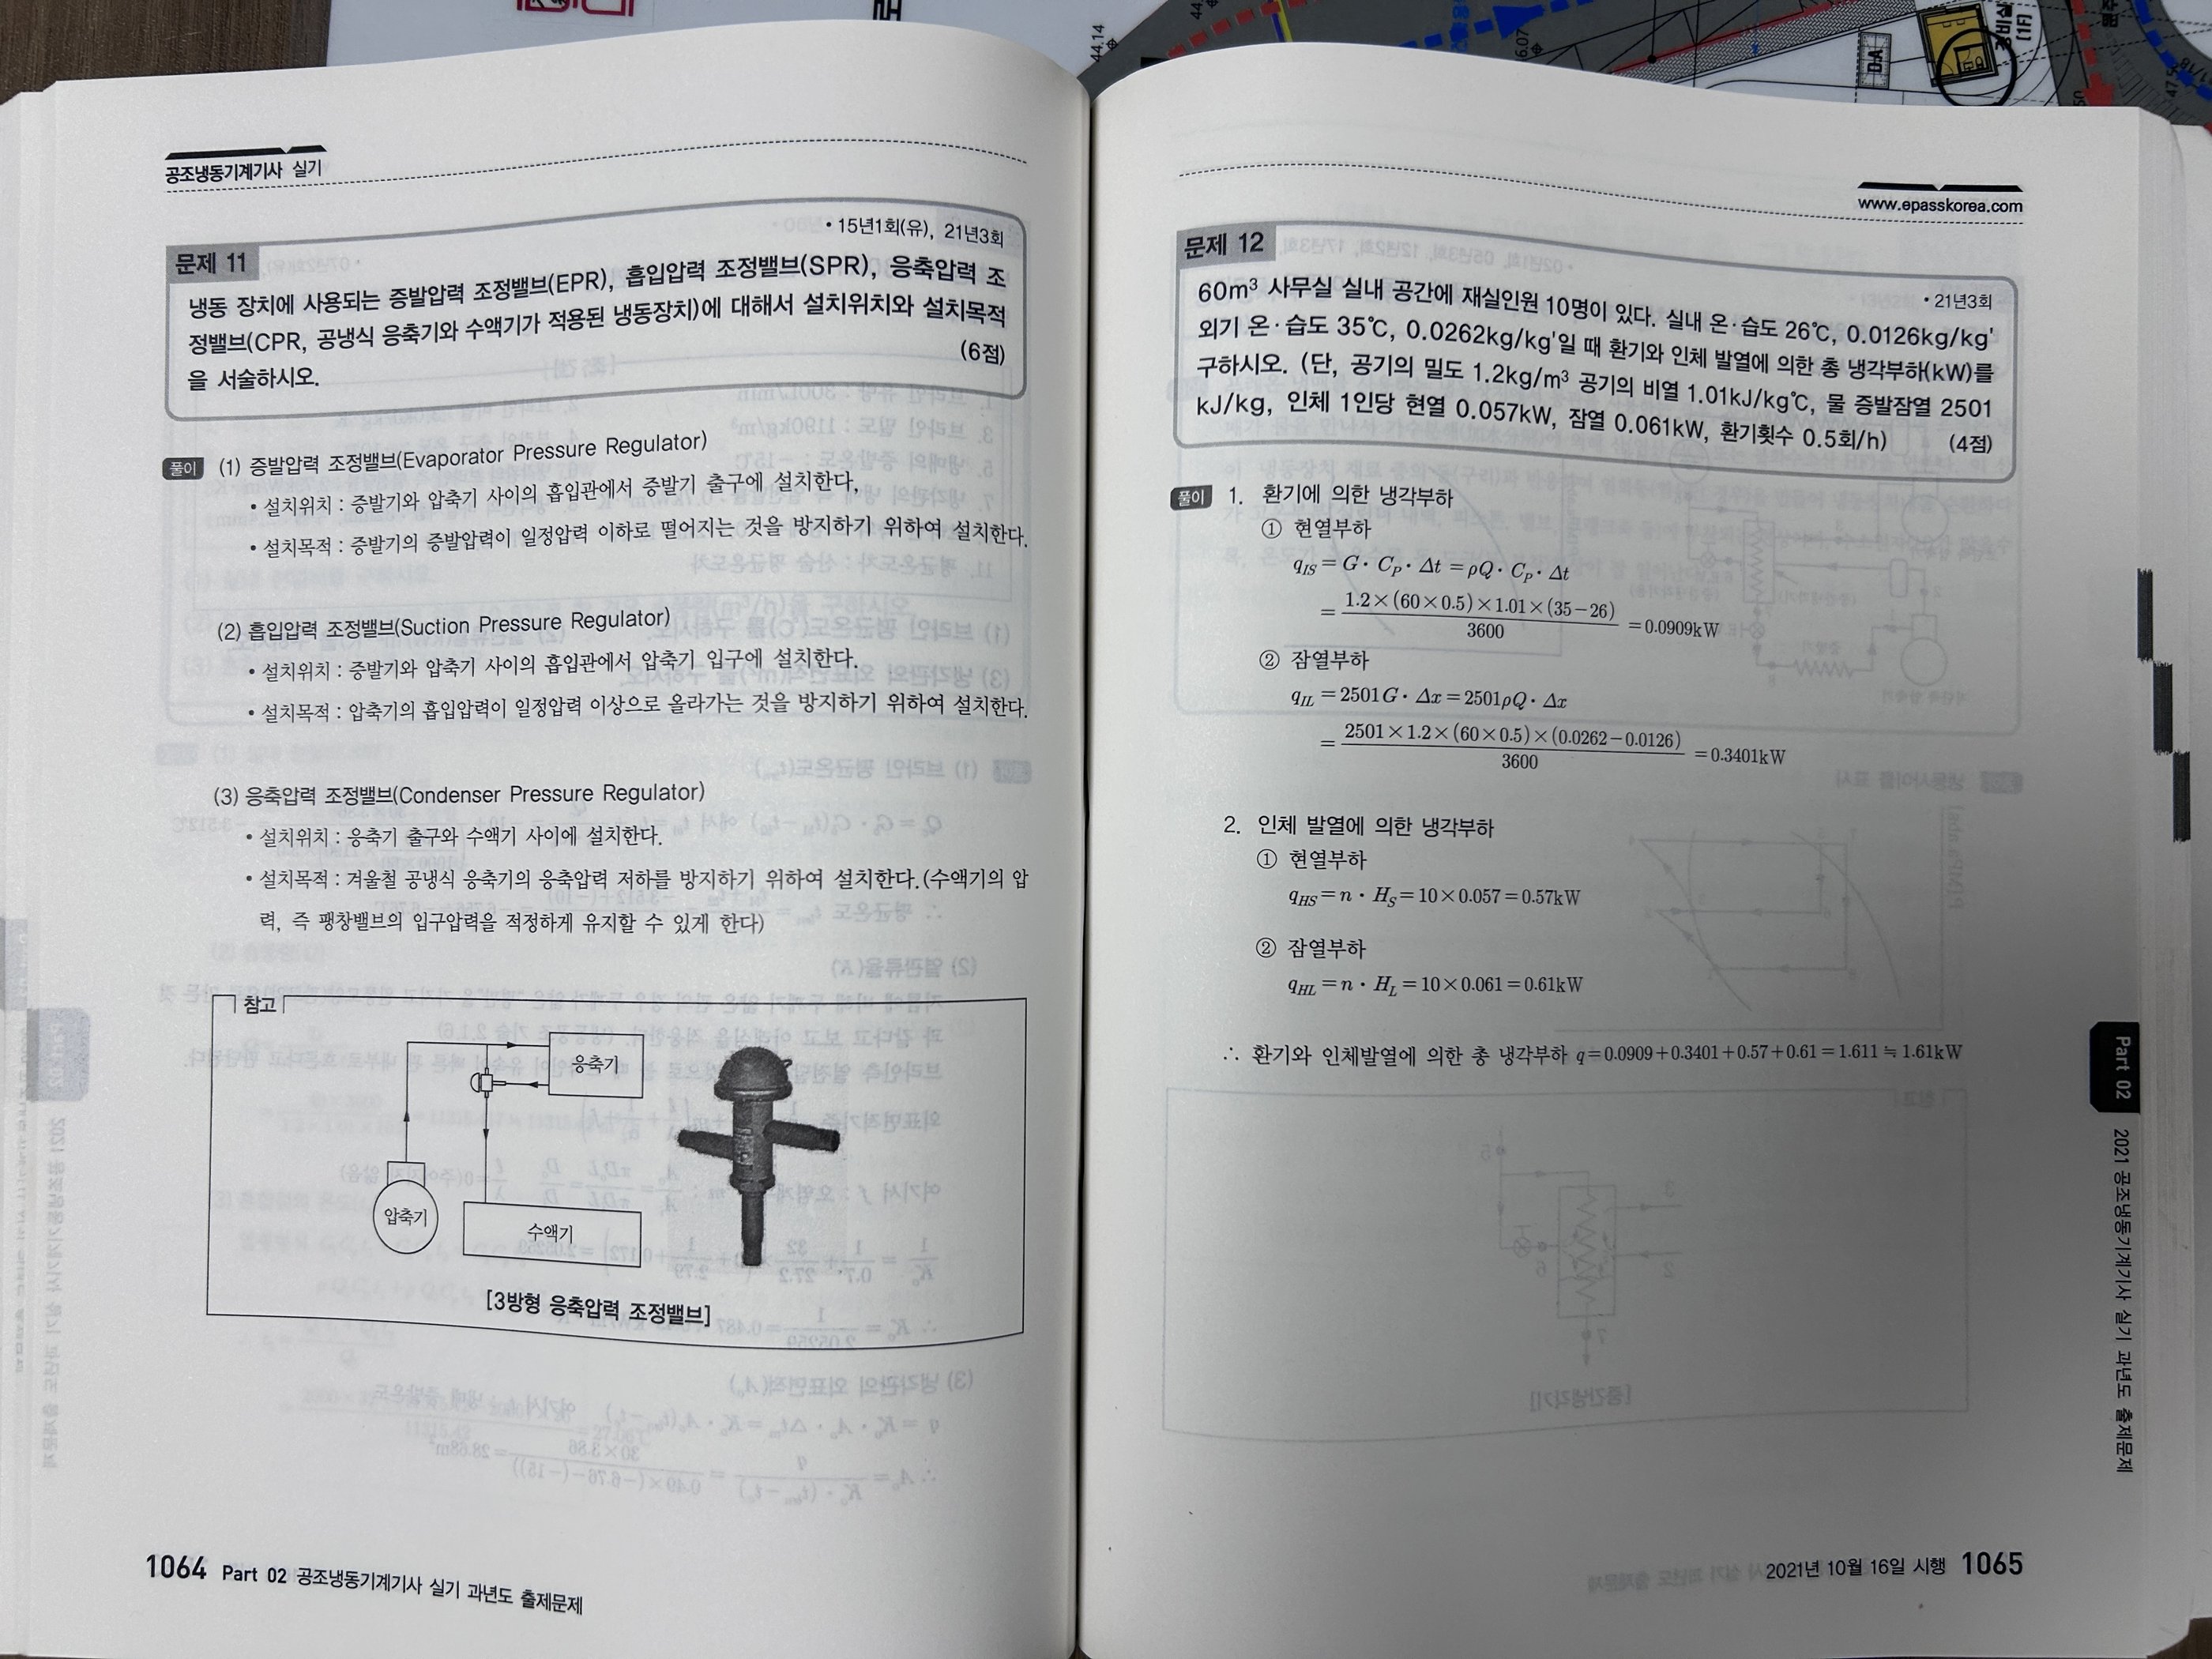 공조냉동기계기사 실기
• 15년1회(유), 21년3회
문제 11
냉동 장치에 사용되는 증발압력 조정밸브(EPR), 흡입압력 조정밸브(SPR), 응축압력 조
정밸브(CPR, 공냉식 응축기와 수액기가 적용된 냉동장치)에 대해서 설치위치와 설치목적
을 서술하시오. (6점)
풀이 (1) 증발압력 조정밸브(Evaporator Pressure Regulator)
• 설치위치 : 증발기와 압축기 사이의 흡입관에서 증발기 출구에 설치한다,
• 설치목적 : 증발기의 증발압력이 일정압력 이하로 떨어지는 것을 방지하기 위하여 설치한다.
(2) 흡입압력 조정밸브(Suction Pressure Regulator)
• 설치위치 : 증발기와 압축기 사이의 흡입관에서 압축기 입구에 설치한다.
• 설치목적 : 압축기의 흡입압력이 일정압력 이상으로 올라가는 것을 방지하기 위하여 설치한다.
(3) 응축압력 조정밸브(Condenser Pressure Regulator)
• 설치위치 : 응축기 출구와 수액기 사이에 설치한다.
• 설치목적 : 겨울철 공냉식 응축기의 응축압력 저하를 방지하기 위하여 설치한다.(수액기의 압
력, 즉 팽창밸브의 입구압력을 적정하게 유지할 수 있게 한다)
참고
응축기
압축기
수액기
[3방형 응축압력 조정밸브]
1064 Part 02 공조냉동기계기사 실기 과년도 출제문제
www.epasskorea.com
문제 12
• 21년3회
60m³ 사무실 실내 공간에 재실인원 10명이 있다. 실내 온·습도 26℃, 0.0126kg/kg'
외기 온·습도 35℃, 0.0262kg/kg'일 때 환기와 인체 발열에 의한 총 냉각부하(kW)를
구하시오. (단, 공기의 밀도 1.2kg/m³ 공기의 비열 1.01kJ/kg℃, 물 증발잠열 2501
kJ/kg, 인체 1인당 현열 0.057kW, 잠열 0.061kW, 환기횟수 0.5회/h) (4점)
풀이 1. 환기에 의한 냉각부하
① 현열부하
q_IS = G · C_P · Δt = ρQ · C_P · Δt
= 1.2×(60×0.5)×1.01×(35−26) / 3600 = 0.0909kW
② 잠열부하
q_IL = 2501G · Δx = 2501ρQ · Δx
= 2501×1.2×(60×0.5)×(0.0262−0.0126) / 3600 = 0.3401kW
2. 인체 발열에 의한 냉각부하
① 현열부하
q_HS = n · H_S = 10×0.057 = 0.57kW
② 잠열부하
q_HL = n · H_L = 10×0.061 = 0.61kW
∴ 환기와 인체발열에 의한 총 냉각부하 q = 0.0909+0.3401+0.57+0.61 = 1.611 ≒ 1.61kW
Part 02 2021 공조냉동기계기사 실기 과년도 출제문제
2021년 10월 16일 시행 1065